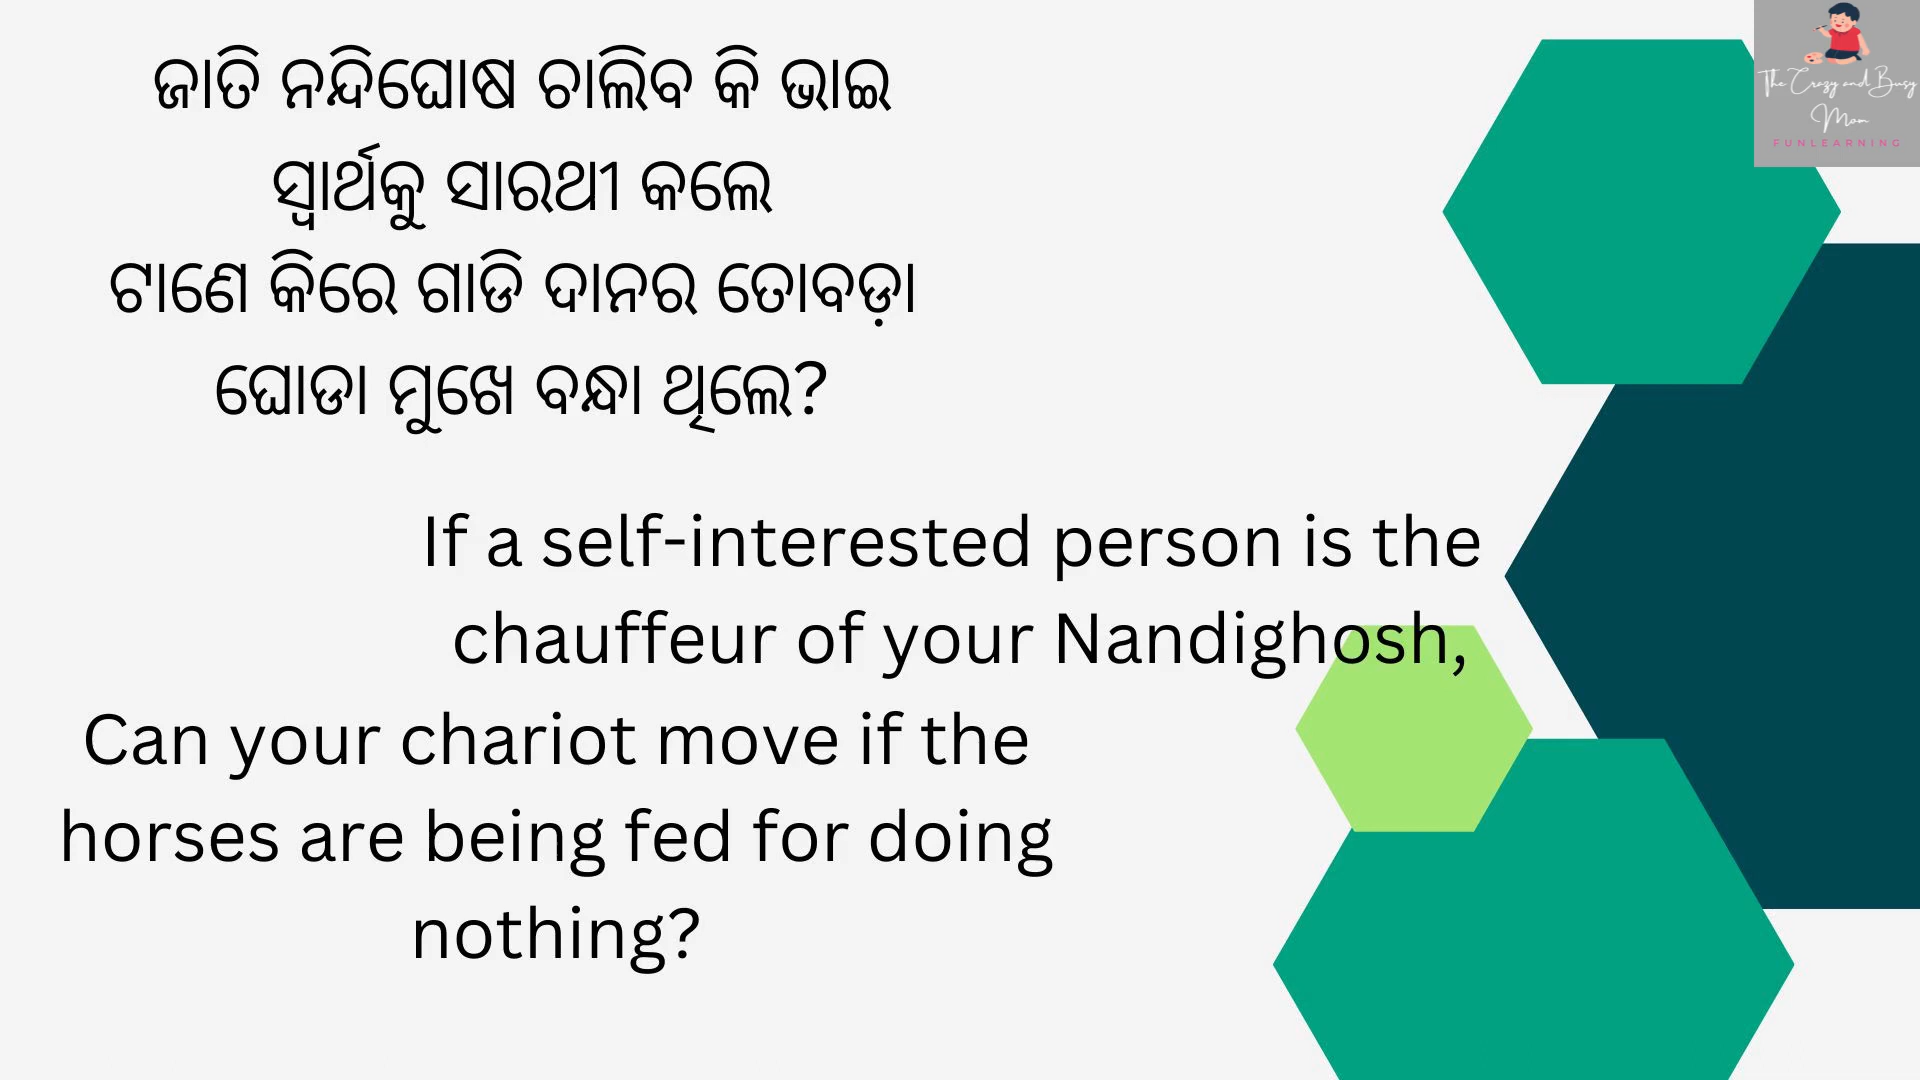 ଜାତି ନନ୍ଦିଘୋଷ ଚାଲିବ କି ଭାଇ
ସ୍ୱାର୍ଥକୁ ସାରଥୀ କଲେ
ଟାଣେ କିରେ ଗାଡି ଦାନର ତୋବଡ଼ା
ଘୋଡା ମୁଖେ ବନ୍ଧା ଥିଲେ?
If a self-interested person is the
chauffeur of your Nandighosh,
Can your chariot move if the
horses are being fed for doing
nothing?
The Crazy and Busy
Mom
FUNLEARNING